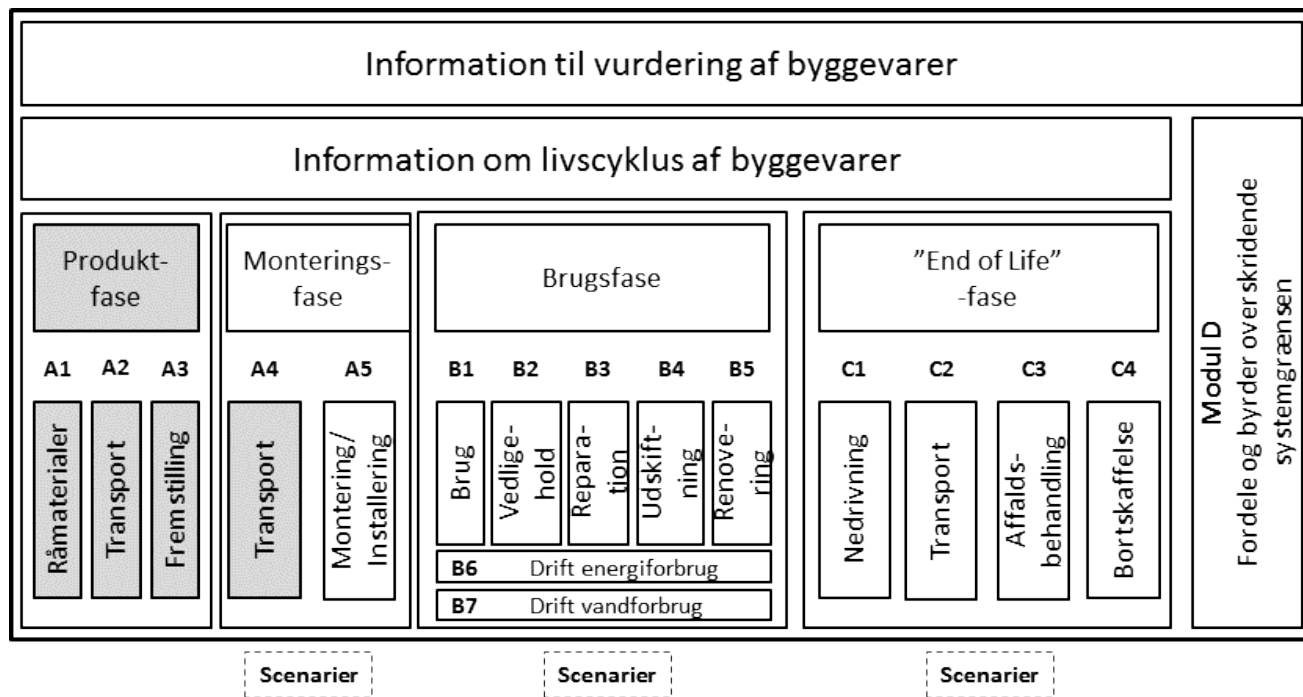 Information til vurdering af byggevarer
Information om livscyklus af byggevarer
Produkt-
fase
A1
A2
A3
Råmaterialer
Transport
Fremstilling
Monterings-
fase
A4
A5
Transport
Montering/
Installering
Brugsfase
B1
B2
B3
B4
B5
Brug
Vedlige-
hold
Repara-
tion
Udskift-
ning
Renove-
ring
B6 Drift energiforbrug
B7 Drift vandforbrug
”End of Life”
-fase
C1
C2
C3
C4
Nedrivning
Transport
Affalds-
behandling
Bortskaffelse
Modul D
Fordele og byrder overskridende
systemgrænsen
Scenarier
Scenarier
Scenarier